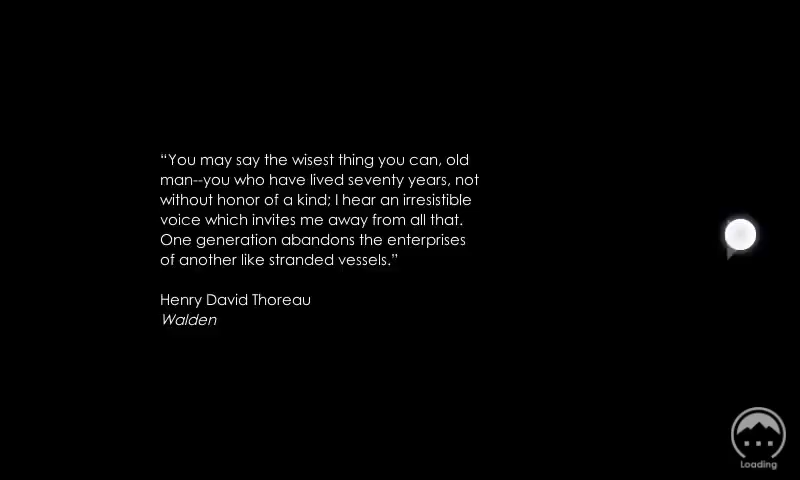 “You may say the wisest thing you can, old
man--you who have lived seventy years, not
without honor of a kind; I hear an irresistible
voice which invites me away from all that.
One generation abandons the enterprises
of another like stranded vessels.”
Henry David Thoreau
Walden
Loading